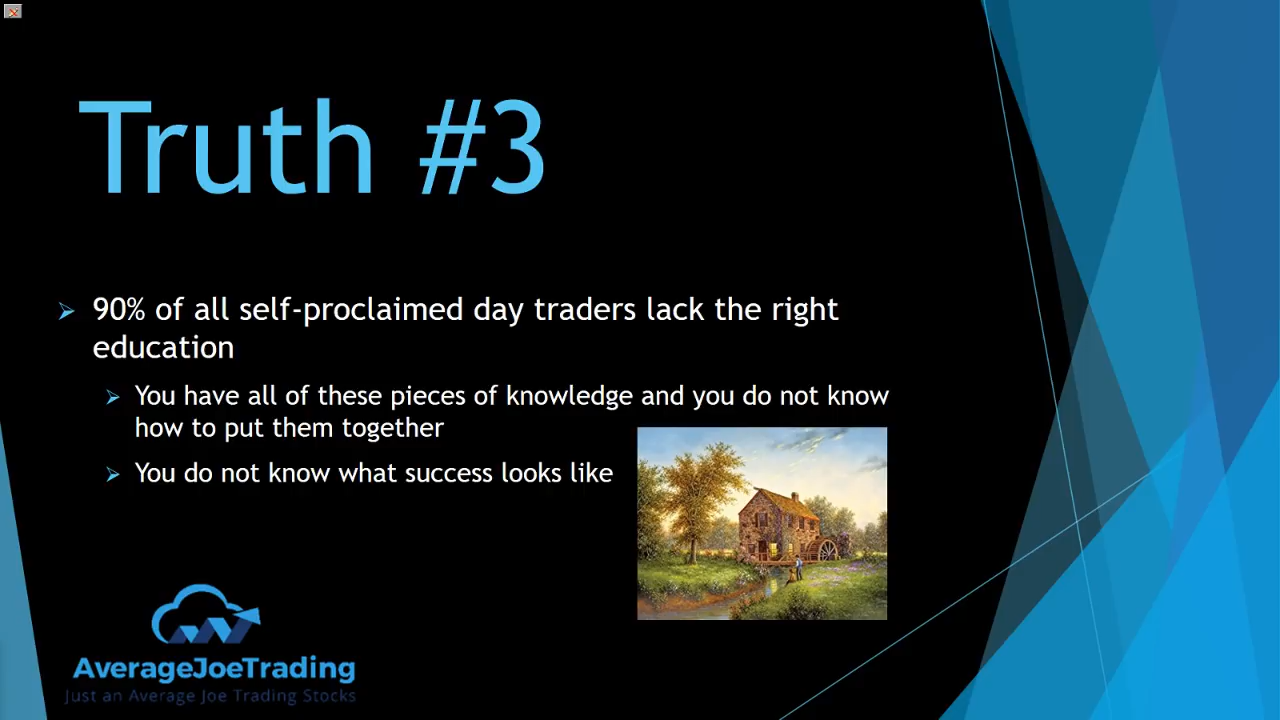 Truth #3
90% of all self-proclaimed day traders lack the right
education
You have all of these pieces of knowledge and you do not know
how to put them together
You do not know what success looks like
AverageJoeTrading
Just an Average Joe Trading Stocks